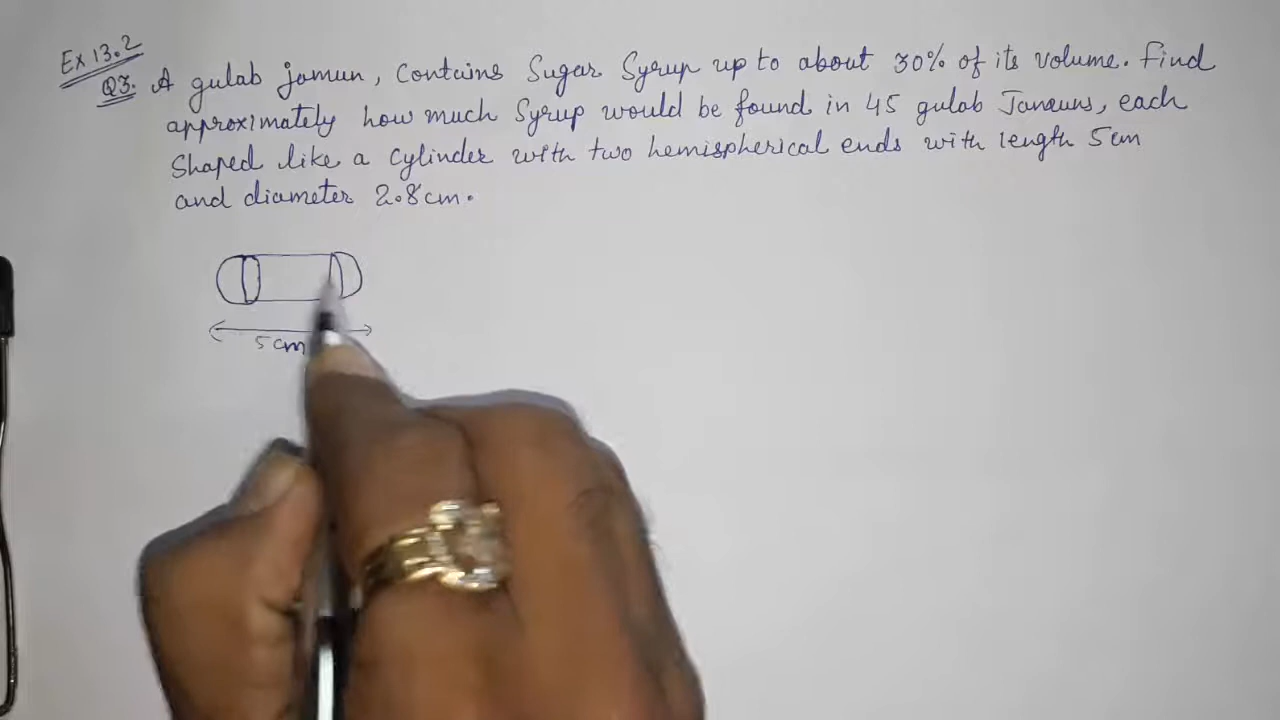 Ex 13.2
Q3. A gulab jamun, Contains Sugar Syrup up to about 30% of its volume. Find
approximately how much Syrup would be found in 45 gulab Jamuns, each
Shaped like a Cylinder with two hemispherical ends with length 5cm
and diameter 2.8cm.
5cm